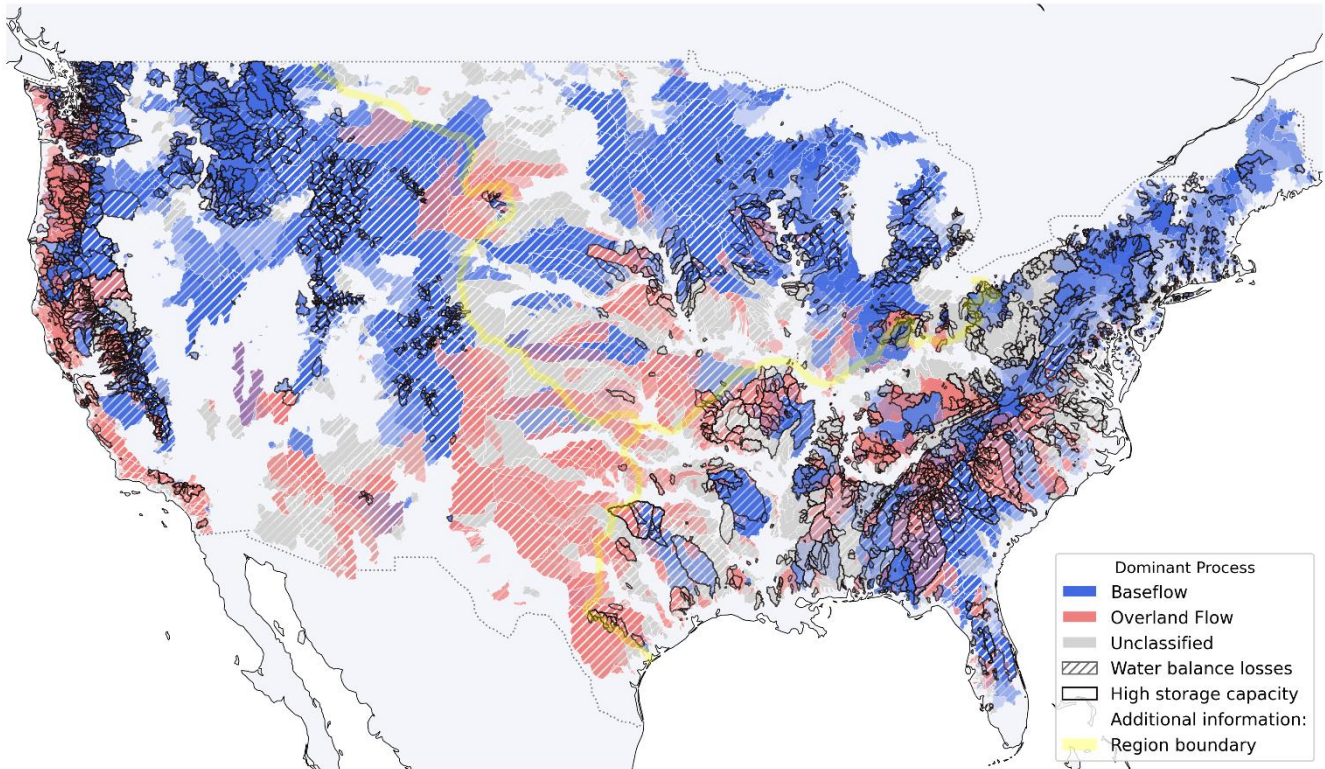 Dominant Process
Baseflow
Overland Flow
Unclassified
Water balance losses
High storage capacity
Additional information:
Region boundary